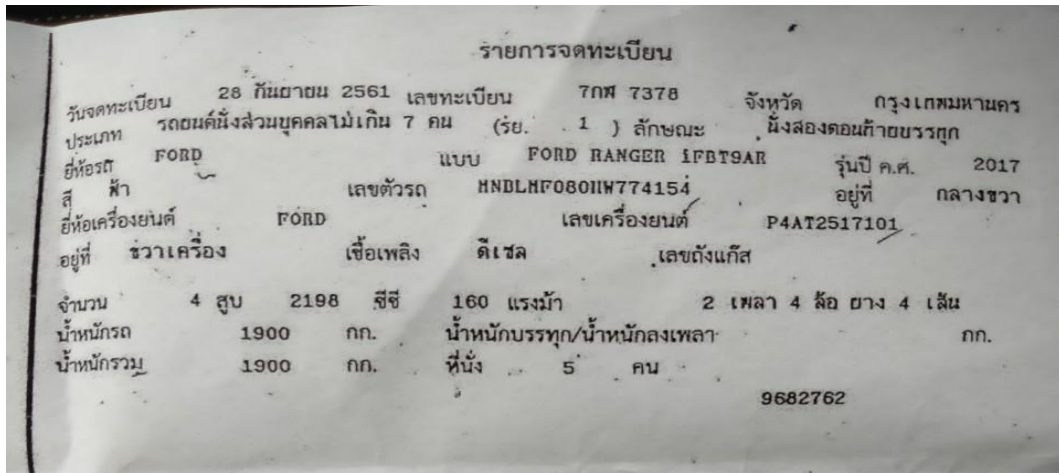 รายการจดทะเบียน
วันจดทะเบียน 28 กันยายน 2561 เลขทะเบียน 7กฬ 7378 จังหวัด กรุงเทพมหานคร
ประเภท รถยนต์นั่งส่วนบุคคลไม่เกิน 7 คน (รย. 1 ) ลักษณะ นั่งสองตอนท้ายบรรทุก
ยี่ห้อรถ FORD แบบ FORD RANGER iFBT9AR รุ่นปี ค.ศ. 2017
สี ฟ้า เลขตัวรถ อยู่ที่ กลางขวา
ยี่ห้อเครื่องยนต์ FORD เลขเครื่องยนต์ P4AT2517101
อยู่ที่ ขวาเครื่อง เชื้อเพลิง ดีเซล เลขถังแก๊ส
จำนวน 4 สูบ 2198 ซีซี 160 แรงม้า 2 เพลา 4 ล้อ ยาง 4 เส้น
น้ำหนักรถ 1900 กก. น้ำหนักบรรทุก/น้ำหนักลงเพลา กก.
น้ำหนักรวม 1900 กก. ที่นั่ง 5 คน
9682762